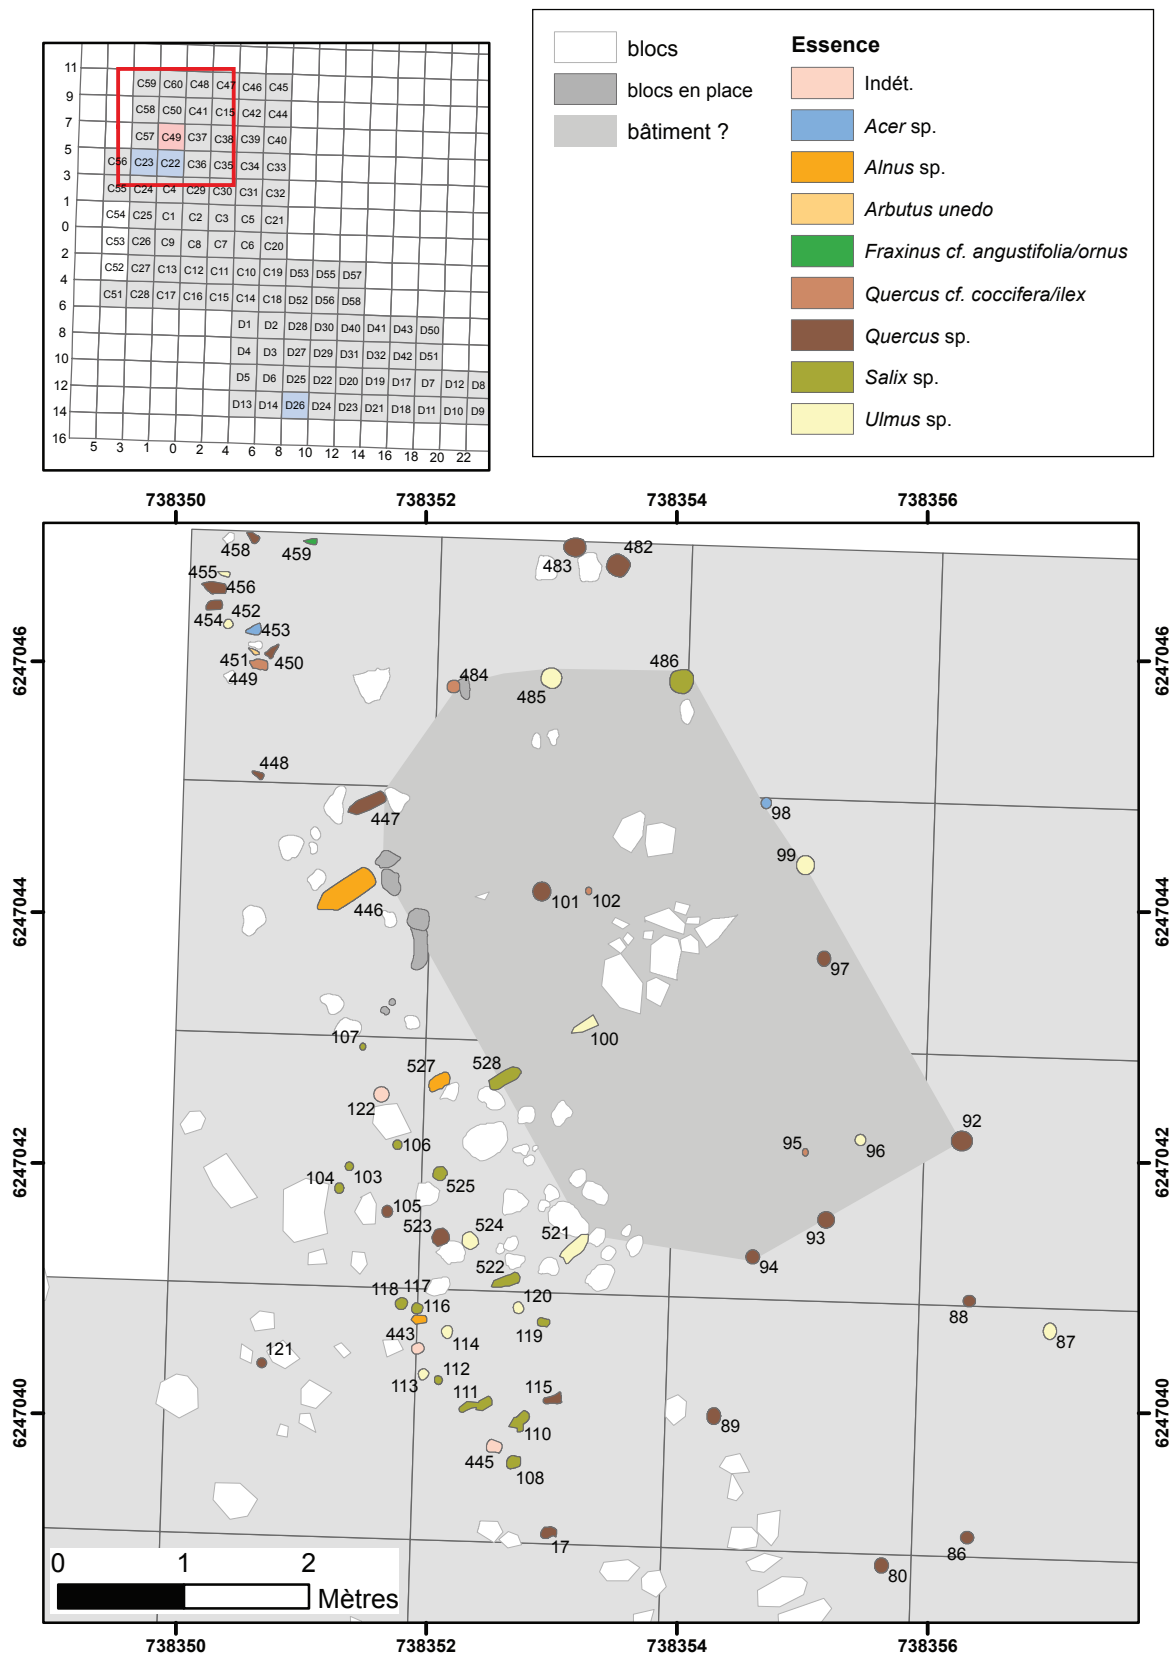 11
9
7
5
3
1
0
2
4
6
8
10
12
14
16
C59 C60 C48 C47 C46 C45
C58 C50 C41 C15 C42 C44
C57 C49 C37 C38 C39 C40
C56 C23 C22 C36 C35 C34 C33
C55 C24 C4 C29 C30 C31 C32
C54 C25 C1 C2 C3 C5 C21
C53 C26 C9 C8 C7 C6 C20
C52 C27 C13 C12 C11 C10 C19 D53 D55 D57
C51 C28 C17 C16 C15 C14 C18 D52 D56 D58
D1 D2 D28 D30 D40 D41 D43 D50
D4 D3 D27 D29 D31 D32 D42 D51
D5 D6 D25 D22 D20 D19 D17 D7 D12 D8
D13 D14 D26 D24 D23 D21 D18 D11 D10 D9
5 3 1 0 2 4 6 8 10 12 14 16 18 20 22
blocs
blocs en place
bâtiment ?
Essence
Indét.
Acer sp.
Alnus sp.
Arbutus unedo
Fraxinus cf. angustifolia/ornus
Quercus cf. coccifera/ilex
Quercus sp.
Salix sp.
Ulmus sp.
738350 738352 738354 738356
6247046
6247044
6247042
6247040
6247046
6247044
6247042
6247040
458 459 483 482
455
456
454 452
453
451 450
449
484 485 486
448
447
98
99
446
101 102
97
100
107
527 528
122
106
92
95 96
104 103
525
105
523 524 521
93
94
522
118 117
116
120
88
443
114 119
87
121
113 112
111 115
110
89
445
108
17
86
80
0 1 2
Mètres
738350 738352 738354 738356